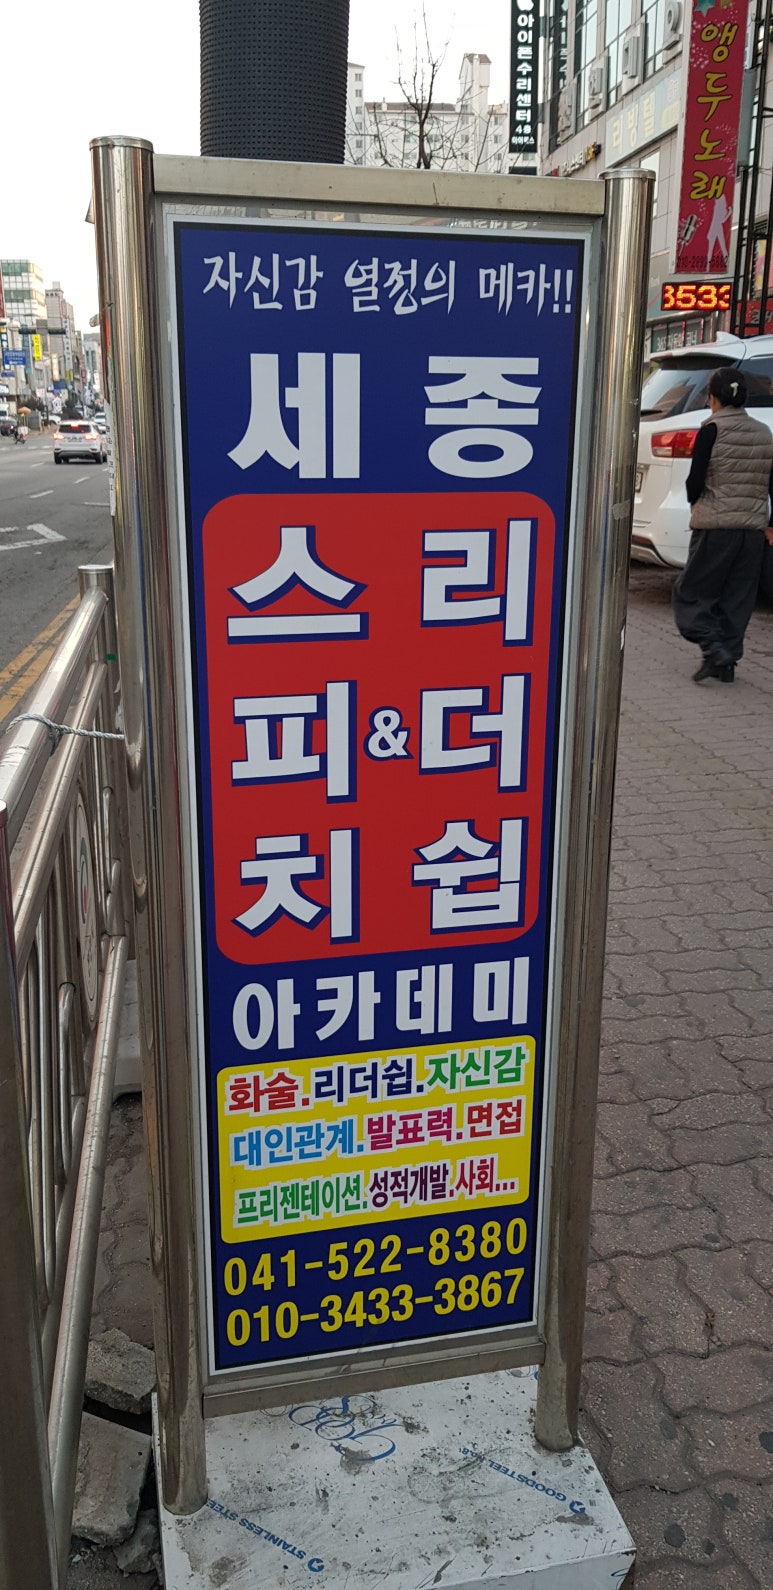 자신감 열정의 메카!!
세종
스피치
&
리더쉽
아카데미
화술.리더쉽.자신감
대인관계.발표력.면접
프리젠테이션.성적개발.사회...
041-522-8380
010-3433-3867
아이폰수리센터
앵두노래
리빙텔
3533
GOODSTEEL
STAINLESS STEEL